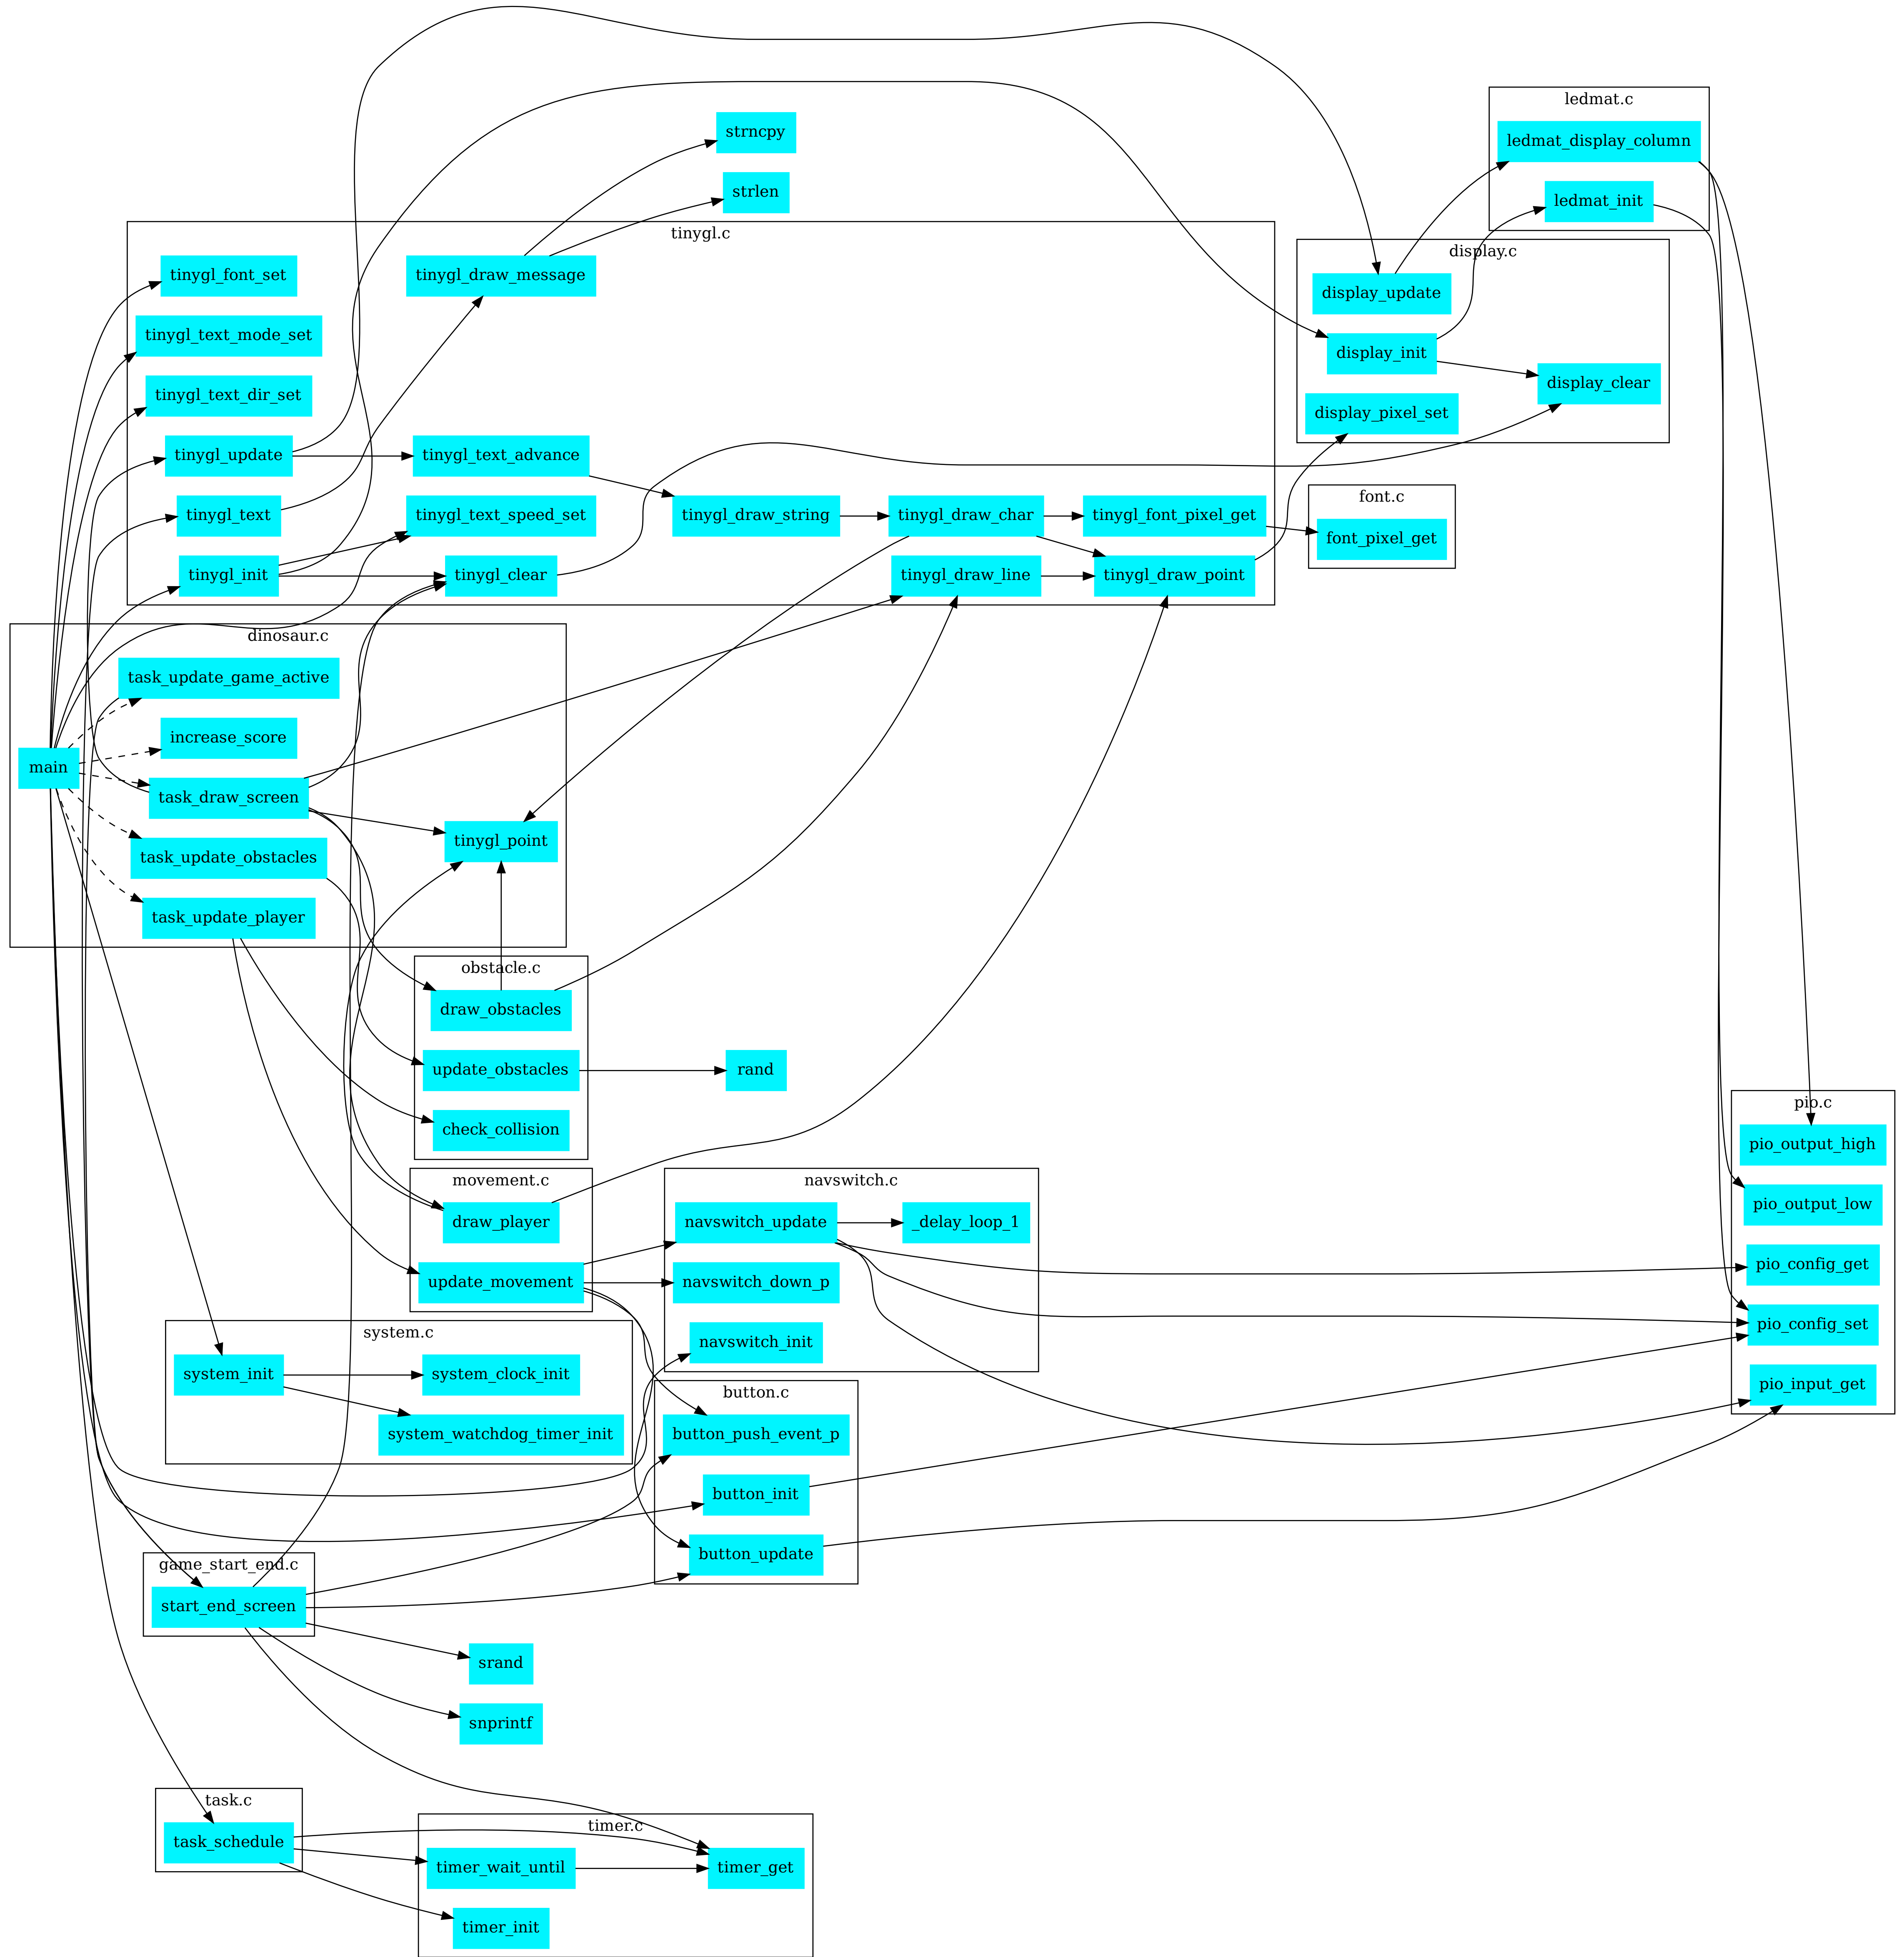 ledmat.c
ledmat_display_column
ledmat_init
strncpy
strlen
tinygl.c
tinygl_font_set
tinygl_draw_message
tinygl_text_mode_set
tinygl_text_dir_set
tinygl_update
tinygl_text_advance
tinygl_text
tinygl_text_speed_set
tinygl_draw_string
tinygl_draw_char
tinygl_font_pixel_get
tinygl_init
tinygl_clear
tinygl_draw_line
tinygl_draw_point
display.c
display_update
display_init
display_clear
display_pixel_set
font.c
font_pixel_get
dinosaur.c
task_update_game_active
increase_score
main
task_draw_screen
tinygl_point
task_update_obstacles
task_update_player
obstacle.c
draw_obstacles
update_obstacles
rand
check_collision
movement.c
draw_player
update_movement
navswitch.c
navswitch_update
_delay_loop_1
navswitch_down_p
navswitch_init
pio.c
pio_output_high
pio_output_low
pio_config_get
pio_config_set
pio_input_get
system.c
system_init
system_clock_init
system_watchdog_timer_init
button.c
button_push_event_p
button_init
button_update
game_start_end.c
start_end_screen
srand
snprintf
task.c
task_schedule
timer.c
timer_wait_until
timer_get
timer_init